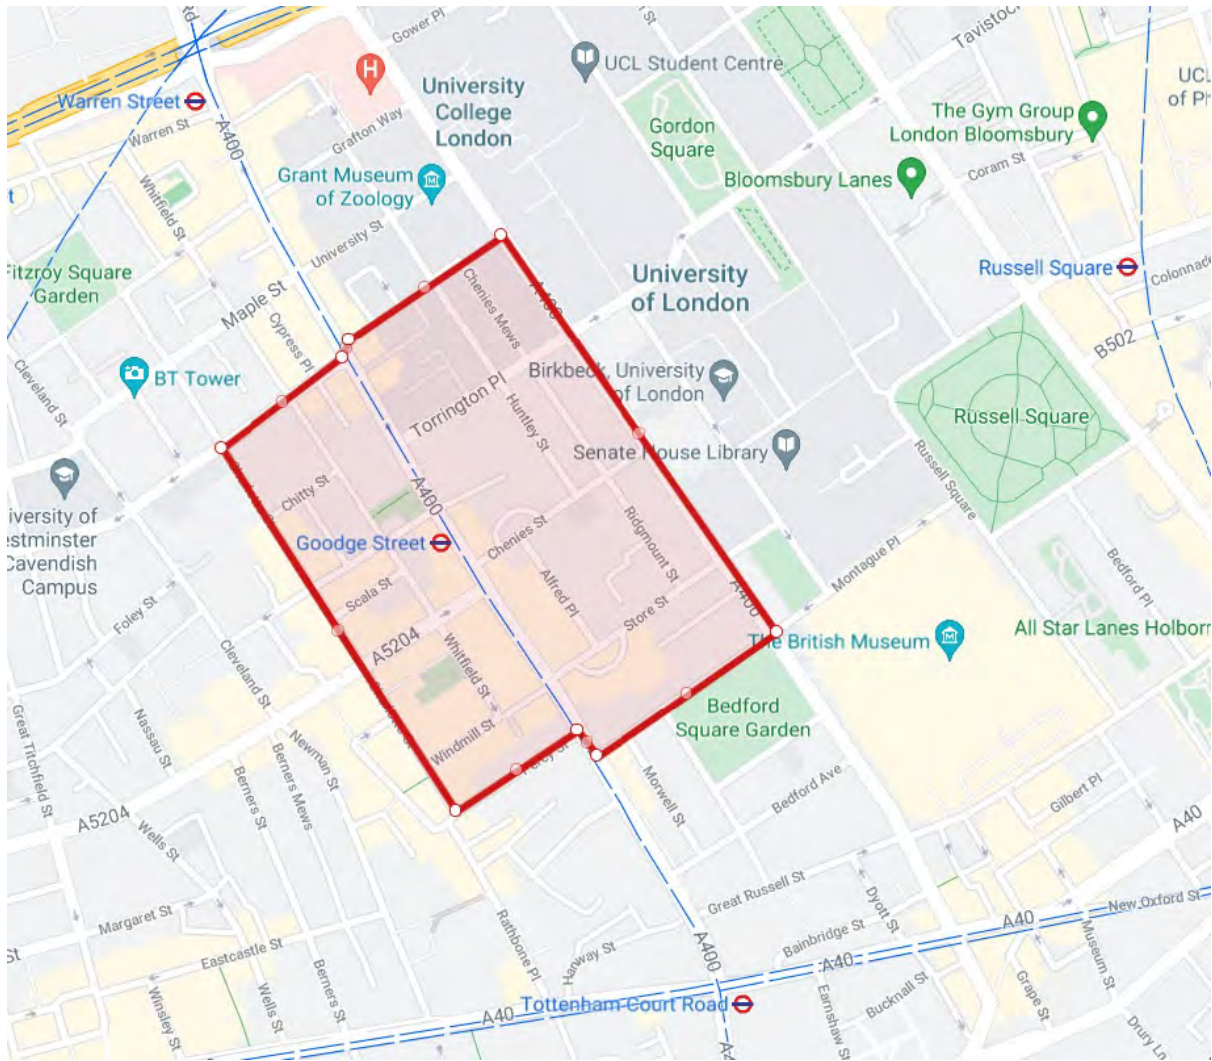 Rd
Gower Pl
UCL Student Centre
Tavistock
UCL
of Ph
Warren Street
Warren St
A400
Grafton Way
University
College
London
Gordon
Square
The Gym Group
London Bloomsbury
Coram St
Bloomsbury Lanes
Grant Museum
of Zoology
Whitfield St
University St
t
Fitzroy Square
Garden
Maple St
Cypress Pl
Chenies Mews
A400
University
of London
Russell Square
Colonnade
B502
Cleveland St
BT Tower
Torrington Pl
Huntley St
Birkbeck, University
of London
Russell Square
Senate House Library
Russell Square
iversity of
estminster
Cavendish
Campus
Chitty St
A400
Goodge Street
Chenies St
Ridgmount St
Scala St
Alfred Pl
Store St
A400
Montague Pl
Bedford Pl
Foley St
A5204
Whitfield St
The British Museum
All Star Lanes Holborn
Cleveland St
Great Titchfield St
Nassau St
Newman St
Windmill St
Percy St
Bedford
Square Garden
Berners Mews
Berners St
Morwell St
Bedford Ave
Gilbert Pl
A5204
Wells St
A40
Great Russell St
Dyott St
New Oxford St
Margaret St
Rathbone Pl
A40
St
Eastcastle St
Hanway St
A400
Bainbridge St
Museum St
A40
Berners St
Winsley St
Wells St
A40
Tottenham Court Road
Earnshaw St
Bucknall St
Grape St
Drury L
A4